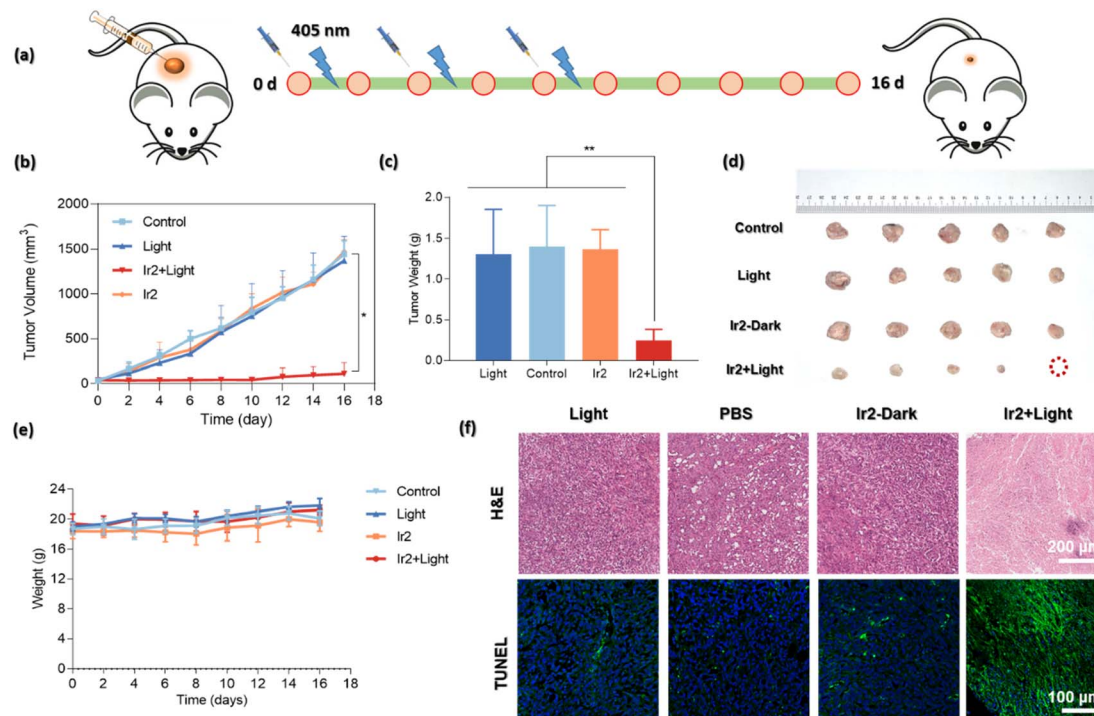 (a)
405 nm
0 d
16 d
(b)
2000
1500
1000
500
0
Tumor Volume (mm³)
0 2 4 6 8 10 12 14 16 18
Time (day)
Control
Light
Ir2+Light
Ir2
*
(c)
**
2.0
1.5
1.0
0.5
0.0
Tumor Weight (g)
Light Control Ir2 Ir2+Light
(d)
Control
Light
Ir2-Dark
Ir2+Light
(e)
24
20
16
12
8
4
0
Weight (g)
0 2 4 6 8 10 12 14 16 18
Time (days)
Control
Light
Ir2
Ir2+Light
(f)
Light PBS Ir2-Dark Ir2+Light
H&E
200 µm
TUNEL
100 µm